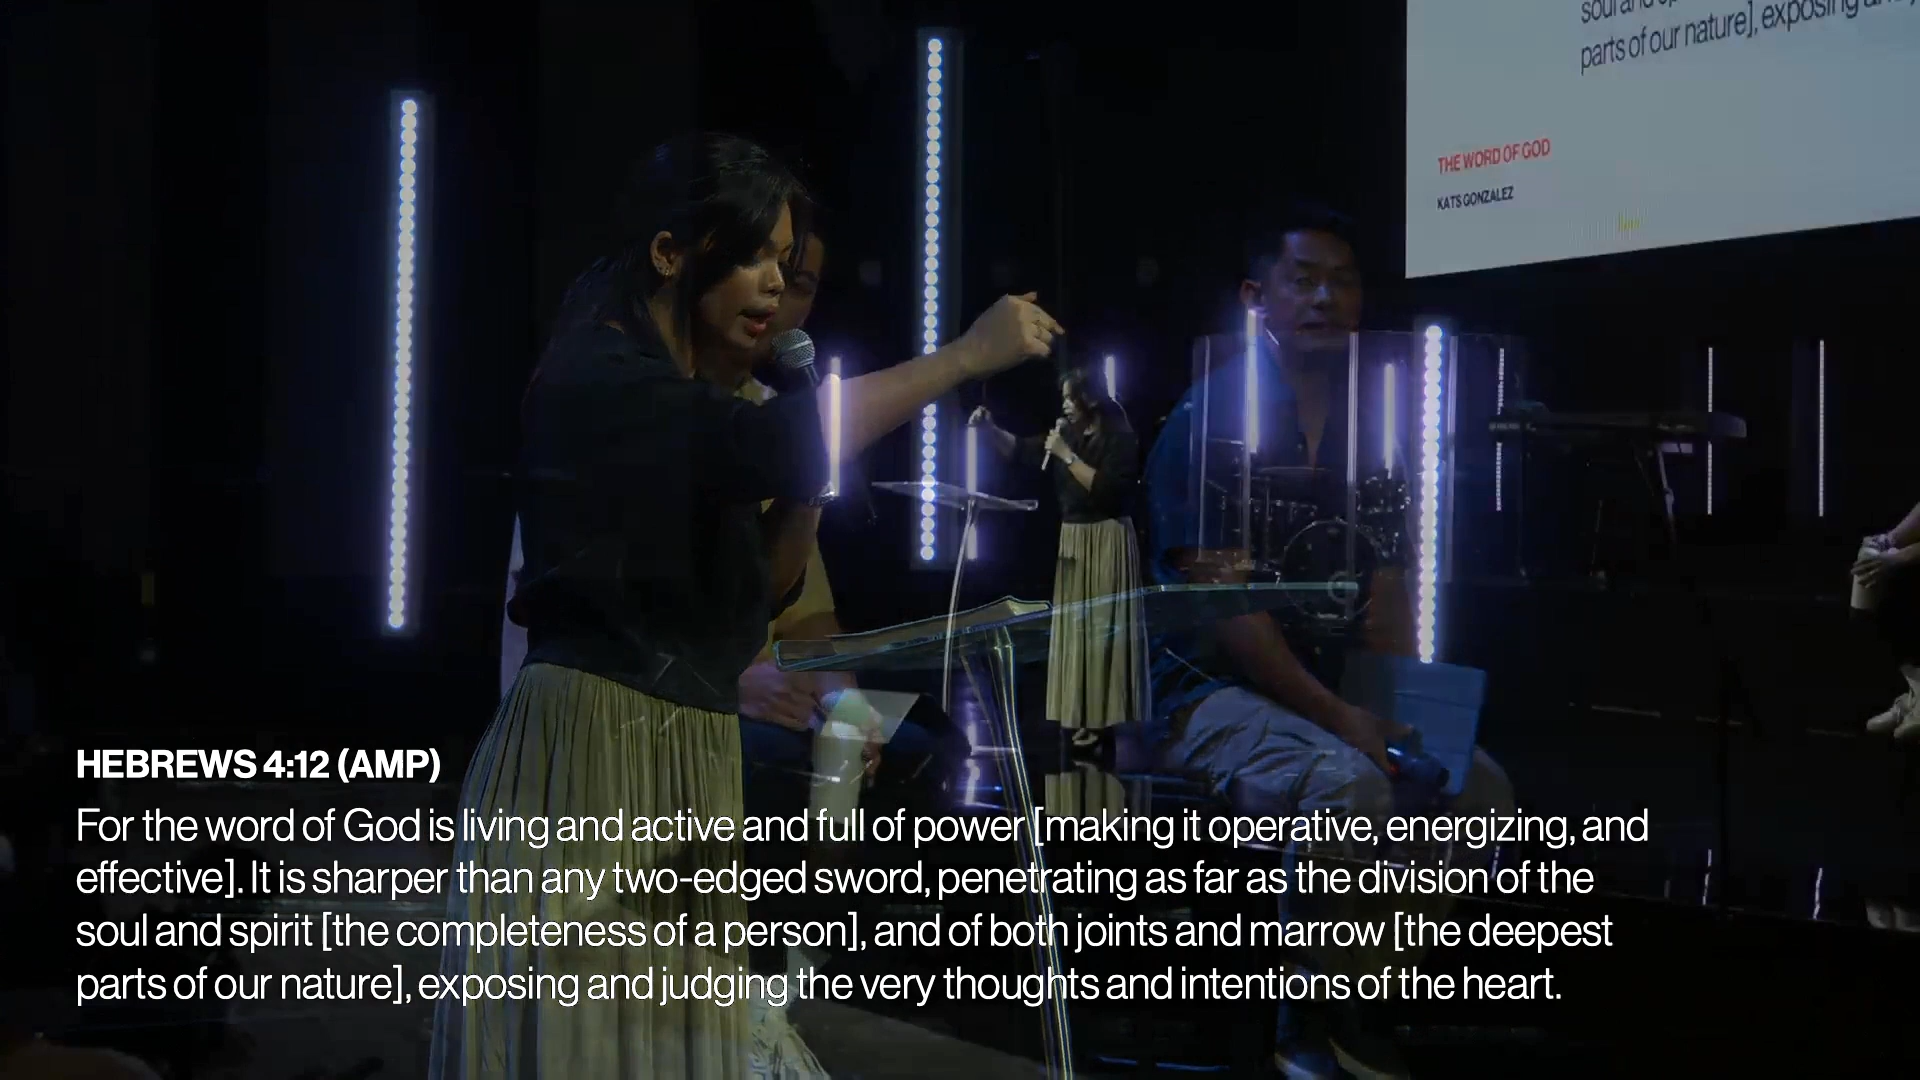 soul and sp
parts of our nature], exposing an
THE WORD OF GOD
KATS GONZALEZ
HEBREWS 4:12 (AMP)
For the word of God is living and active and full of power [making it operative, energizing, and
effective]. It is sharper than any two-edged sword, penetrating as far as the division of the
soul and spirit [the completeness of a person], and of both joints and marrow [the deepest
parts of our nature], exposing and judging the very thoughts and intentions of the heart.